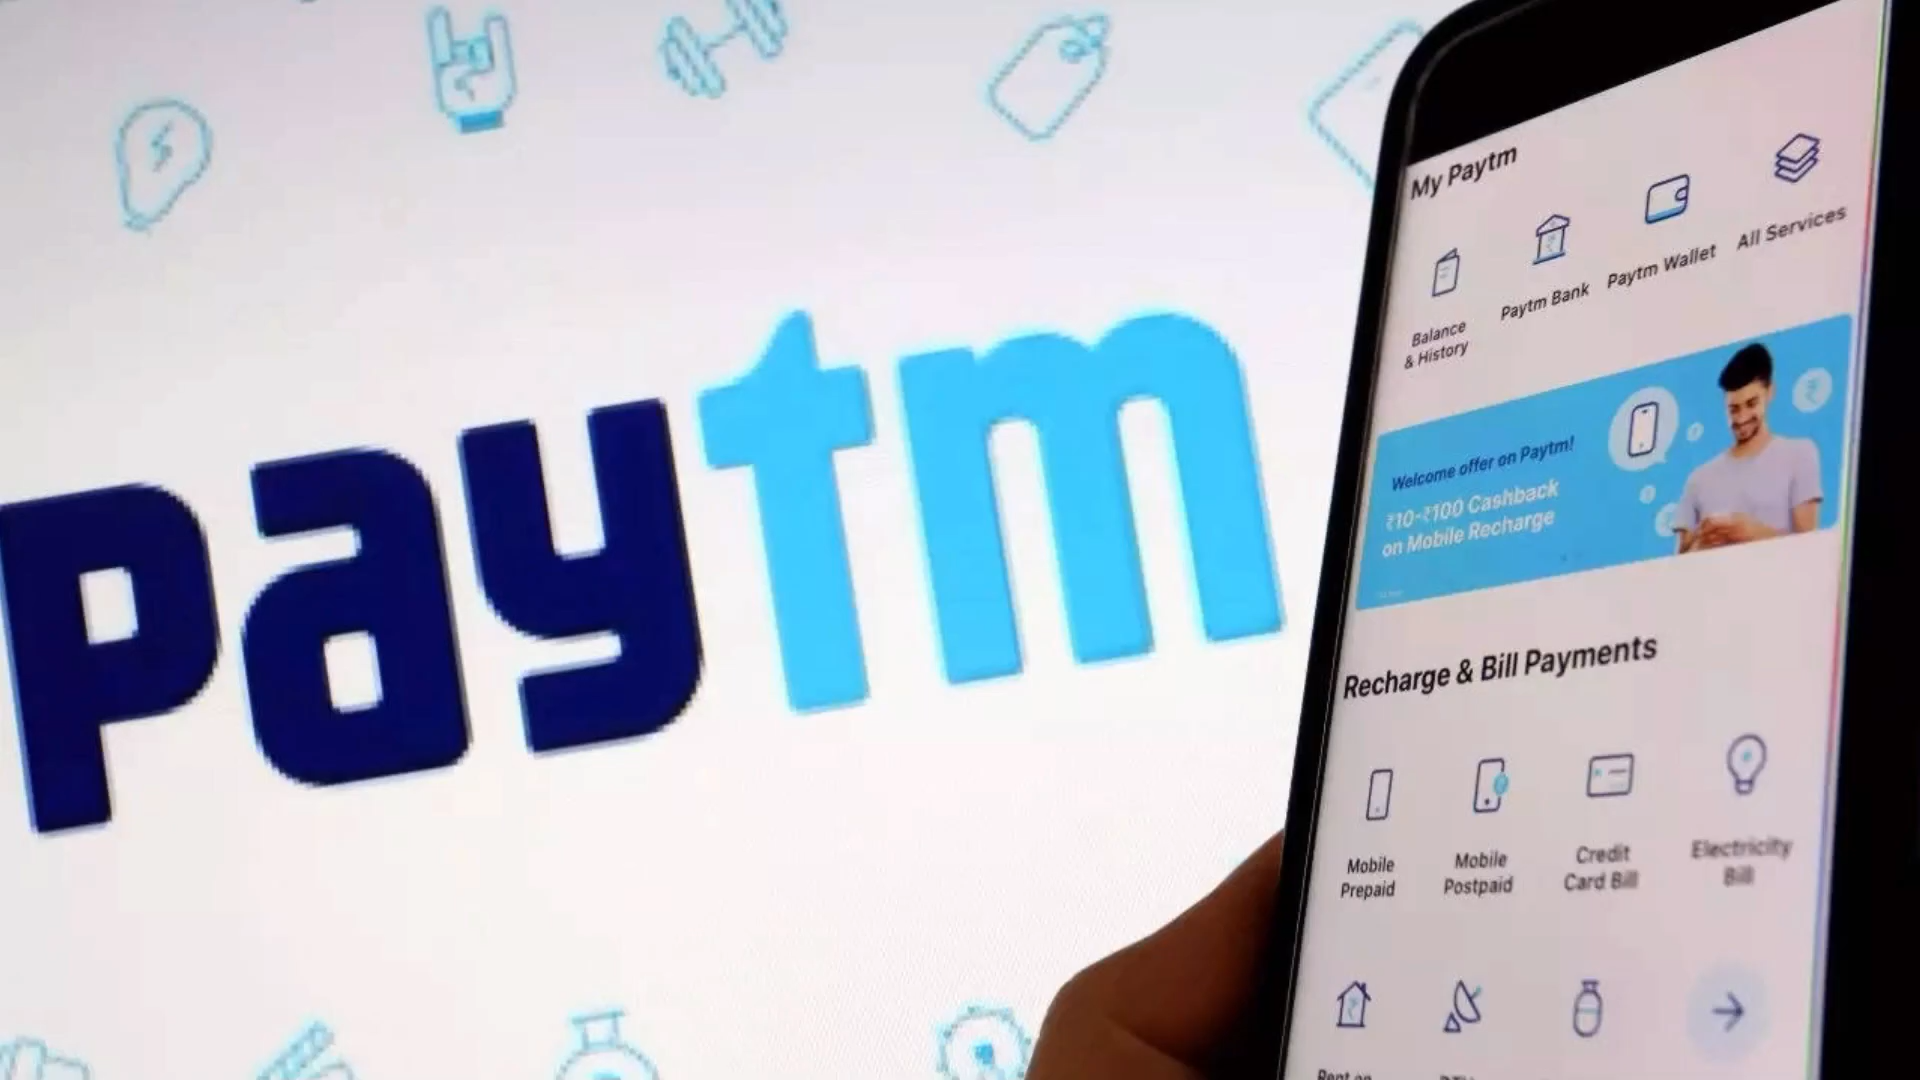 paytm
My Paytm
Balance
& History
Paytm Bank
Paytm Wallet
All Services
Welcome offer on Paytm!
₹10-₹100 Cashback
on Mobile Recharge
Recharge & Bill Payments
Mobile
Prepaid
Mobile
Postpaid
Credit
Card Bill
Electricity
Bill